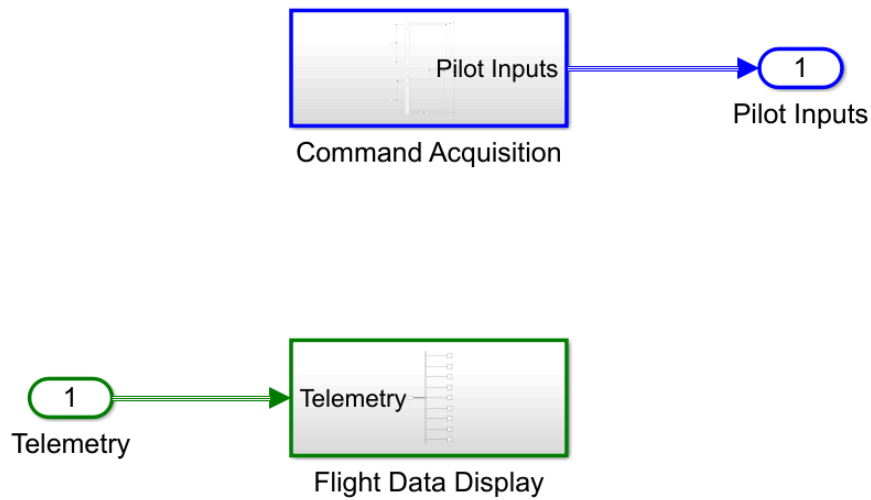 Pilot Inputs
1
Pilot Inputs
Command Acquisition
1
Telemetry
Telemetry
Flight Data Display